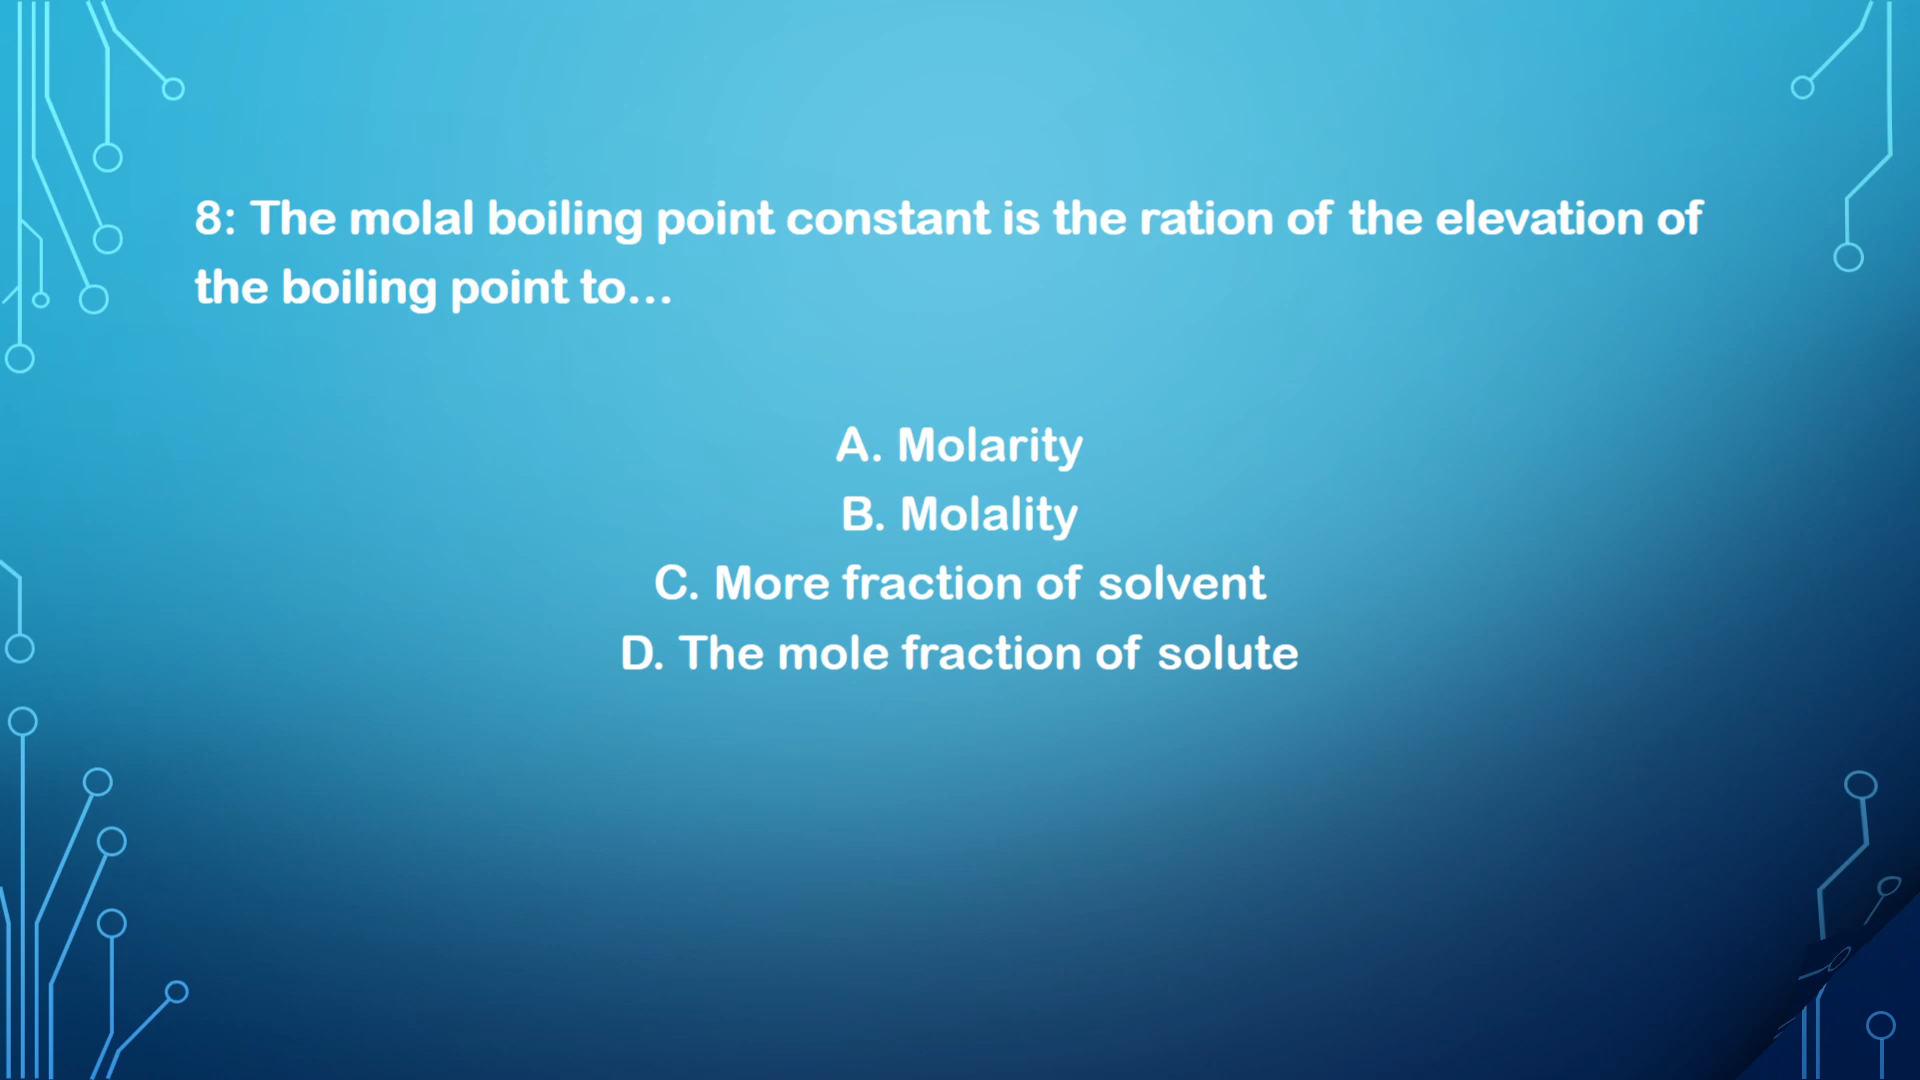 8: The molal boiling point constant is the ration of the elevation of
the boiling point to...
A. Molarity
B. Molality
C. More fraction of solvent
D. The mole fraction of solute